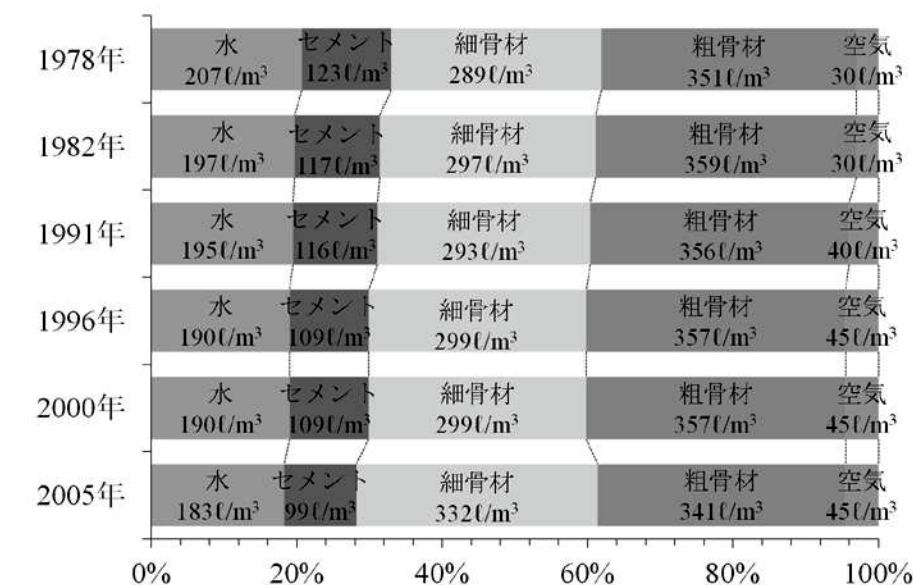 1978年
水 セメント 細骨材 粗骨材 空気
207ℓ/m³ 123ℓ/m³ 289ℓ/m³ 351ℓ/m³ 30ℓ/m³
1982年
水 セメント 細骨材 粗骨材 空気
197ℓ/m³ 117ℓ/m³ 297ℓ/m³ 359ℓ/m³ 30ℓ/m³
1991年
水 セメント 細骨材 粗骨材 空気
195ℓ/m³ 116ℓ/m³ 293ℓ/m³ 356ℓ/m³ 40ℓ/m³
1996年
水 セメント 細骨材 粗骨材 空気
190ℓ/m³ 109ℓ/m³ 299ℓ/m³ 357ℓ/m³ 45ℓ/m³
2000年
水 セメント 細骨材 粗骨材 空気
190ℓ/m³ 109ℓ/m³ 299ℓ/m³ 357ℓ/m³ 45ℓ/m³
2005年
水 セメント 細骨材 粗骨材 空気
183ℓ/m³ 99ℓ/m³ 332ℓ/m³ 341ℓ/m³ 45ℓ/m³
0% 20% 40% 60% 80% 100%